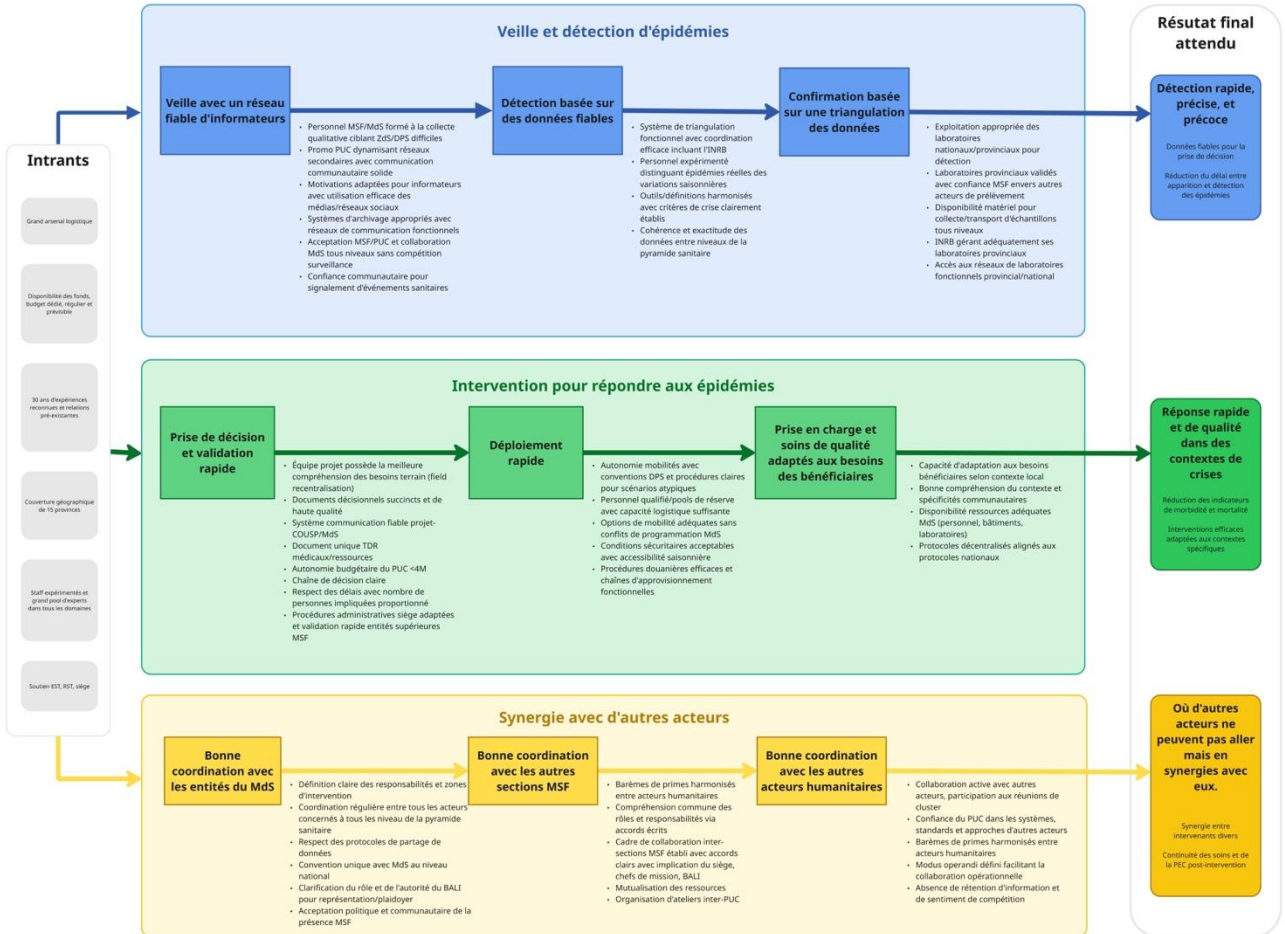 Intrants
Grand arsenal logistique
Disponibilité des fonds,
budget dédié, régulier et
prévisible
30 ans d'expériences
reconnues et relations
pré-existantes
Couverture géographique
de 15 provinces
Staff expérimentés et
grand pool d'experts
dans tous les domaines
Soutien EST, RST, siège
Veille et détection d'épidémies
Veille avec un réseau
fiable d'informateurs
• Personnel MSF/MdS formé à la collecte
qualitative ciblant ZdS/DPS difficiles
• Promo PUC dynamisant réseaux
secondaires avec communication
communautaire solide
• Motivations adaptées pour informateurs
avec utilisation efficace des
médias/réseaux sociaux
• Systèmes d'archivage appropriés avec
réseaux de communication fonctionnels
• Acceptation MSF/PUC et collaboration
MdS tous niveaux sans compétition
surveillance
• Confiance communautaire pour
signalement d'événements sanitaires
Détection basée sur
des données fiables
• Système de triangulation
fonctionnel avec coordination
efficace incluant l'INRB
• Personnel expérimenté
distinguant épidémies réelles des
variations saisonnières
• Outils/définitions harmonisés
avec critères de crise clairement
établis
• Cohérence et exactitude des
données entre niveaux de la
pyramide sanitaire
Confirmation basée
sur une triangulation
des données
• Exploitation appropriée des
laboratoires
nationaux/provinciaux pour
détection
• Laboratoires provinciaux validés
avec confiance MSF envers autres
acteurs de prélèvement
• Disponibilité matériel pour
collecte/transport d'échantillons
tous niveaux
• INRB gérant adéquatement ses
laboratoires provinciaux
• Accès aux réseaux de laboratoires
fonctionnels provincial/national
Intervention pour répondre aux épidémies
Prise de décision
et validation
rapide
• Équipe projet possède la meilleure
compréhension des besoins terrain (field
recentralisation)
• Documents décisionnels succincts et de
haute qualité
• Système communication fiable projet-
COUSP/MdS
• Document unique TDR
médicaux/ressources
• Autonomie budgétaire du PUC <4M
• Chaîne de décision claire
• Respect des délais avec nombre de
personnes impliquées proportionné
• Procédures administratives siège adaptées
et validation rapide entités supérieures
MSF
Déploiement
rapide
• Autonomie mobilités avec
conventions DPS et procédures claires
pour scénarios atypiques
• Personnel qualifié/pools de réserve
avec capacité logistique suffisante
• Options de mobilité adéquates sans
conflits de programmation MdS
• Conditions sécuritaires acceptables
avec accessibilité saisonnière
• Procédures douanières efficaces et
chaînes d'approvisionnement
fonctionnelles
Prise en charge et
soins de qualité
adaptés aux besoins
des bénéficiaires
• Capacité d'adaptation aux besoins
bénéficiaires selon contexte local
• Bonne compréhension du contexte et
spécificités communautaires
• Disponibilité ressources adéquates
MdS (personnel, bâtiments,
laboratoires)
• Protocoles décentralisés alignés aux
protocoles nationaux
Synergie avec d'autres acteurs
Bonne
coordination avec
les entités du MdS
• Définition claire des responsabilités et zones
d'intervention
• Coordination régulière entre tous les acteurs
concernés à tous les niveau de la pyramide
sanitaire
• Respect des protocoles de partage de
données
• Convention unique avec MdS au niveau
national
• Clarification du rôle et de l'autorité du BALI
pour représentation/plaidoyer
• Acceptation politique et communautaire de la
présence MSF
Bonne coordination
avec les autres
sections MSF
• Barèmes de primes harmonisés
entre acteurs humanitaires
• Compréhension commune des
rôles et responsabilités via
accords écrits
• Cadre de collaboration inter-
sections MSF établi avec accords
clairs avec implication du siège,
chefs de mission, BALI
• Mutualisation des ressources
• Organisation d'ateliers inter-PUC
Bonne coordination
avec les autres
acteurs humanitaires
• Collaboration active avec autres
acteurs, participation aux réunions de
cluster
• Confiance du PUC dans les systèmes,
standards et approches d'autres acteurs
• Barèmes de primes harmonisés entre
acteurs humanitaires
• Modus operandi défini facilitant la
collaboration opérationnelle
• Absence de rétention d'information et
de sentiment de compétition
Résutat final
attendu
Détection rapide,
précise, et
précoce
Données fiables pour la
prise de décision
Réduction du délai entre
apparition et détection
des épidémies
Réponse rapide
et de qualité
dans des
contextes de
crises
Réduction des indicateurs
de morbidité et mortalité
Interventions efficaces
adaptées aux contextes
spécifiques
Où d'autres
acteurs ne
peuvent pas aller
mais en
synergies avec
eux.
Synergie entre
intervenants divers
Continuité des soins et de
la PEC post-intervention